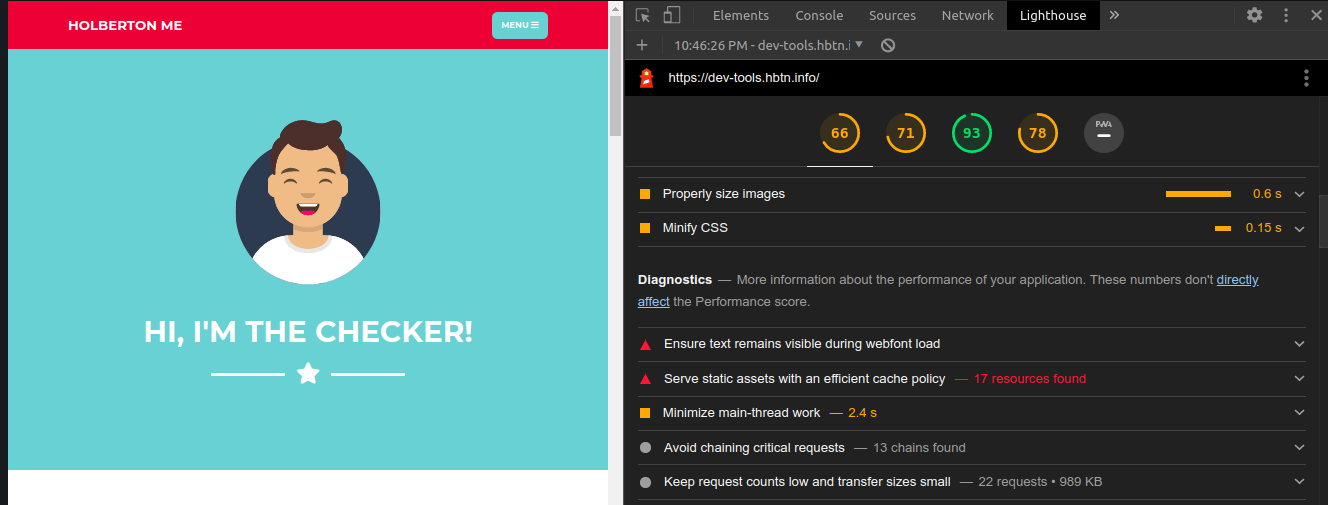 HOLBERTON ME
MENU
HI, I'M THE CHECKER!
Elements Console Sources Network Lighthouse »
10:46:26 PM - dev-tools.hbtn.i
https://dev-tools.hbtn.info/
66 71 93 78 PWA
Properly size images 0.6 s
Minify CSS 0.15 s
Diagnostics — More information about the performance of your application. These numbers don't directly
affect the Performance score.
Ensure text remains visible during webfont load
Serve static assets with an efficient cache policy — 17 resources found
Minimize main-thread work — 2.4 s
Avoid chaining critical requests — 13 chains found
Keep request counts low and transfer sizes small — 22 requests • 989 KB